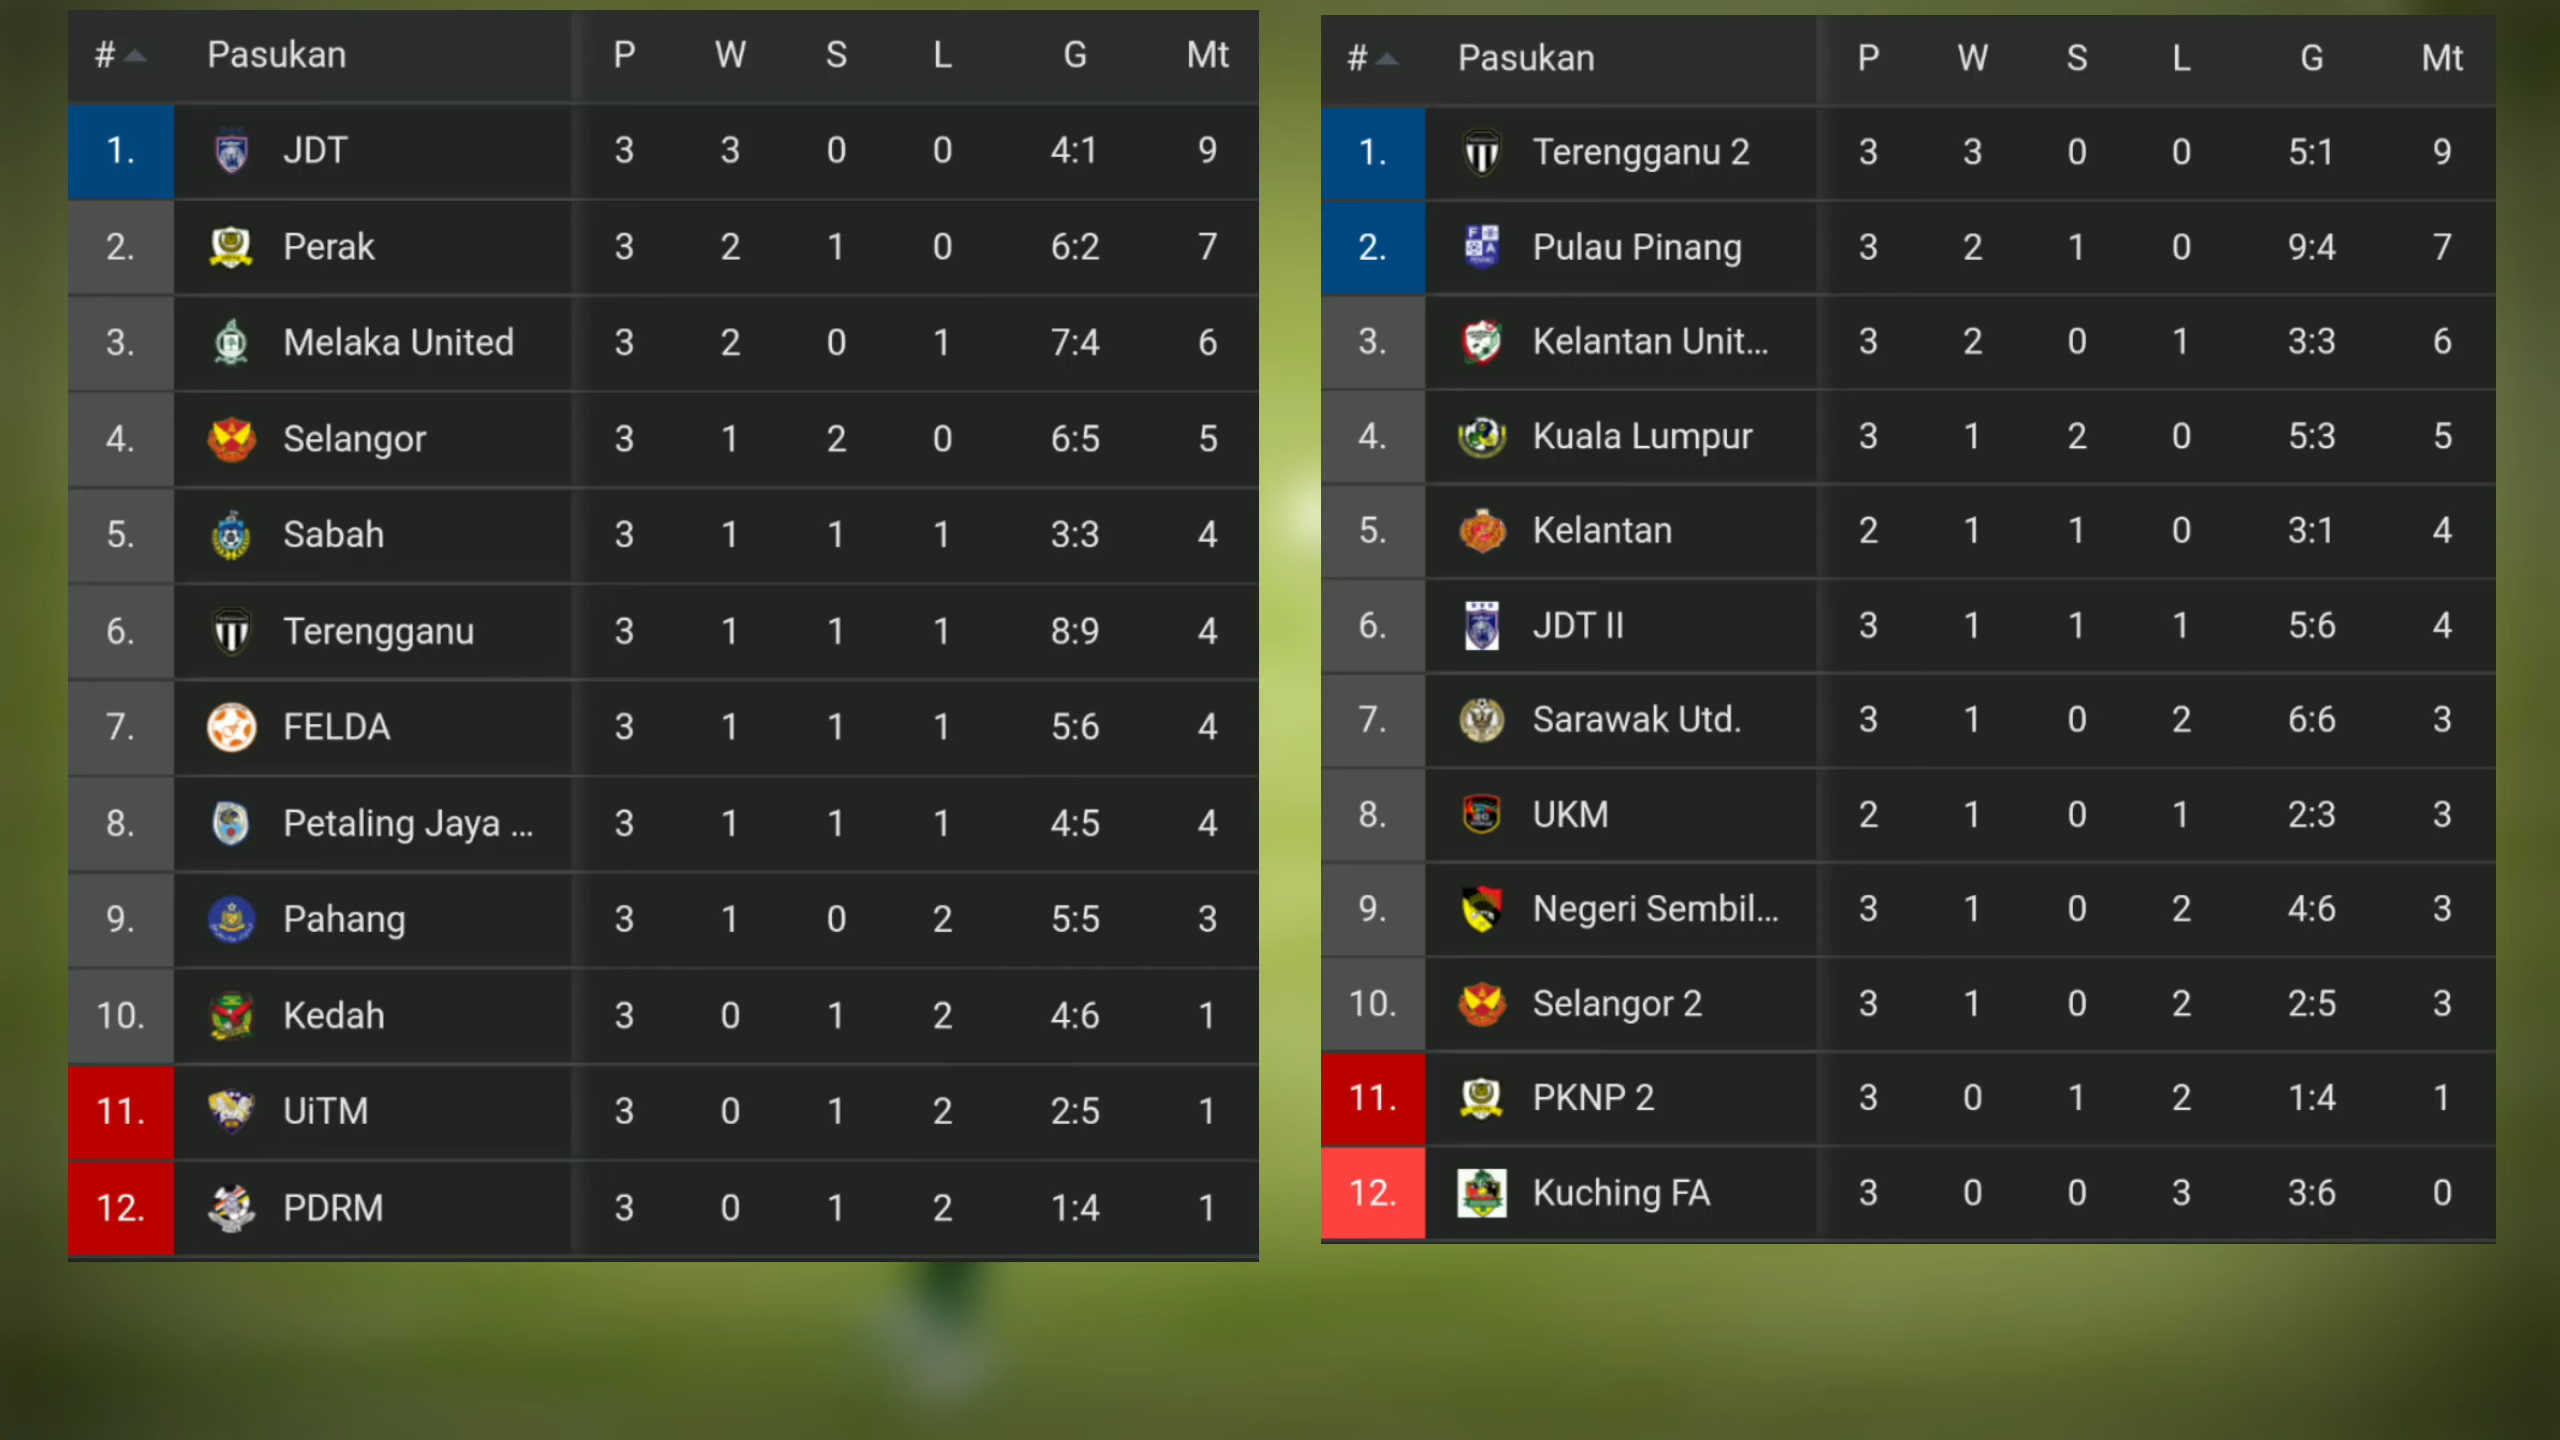 # Pasukan P W S L G Mt
1. JDT 3 3 0 0 4:1 9
2. Perak 3 2 1 0 6:2 7
3. Melaka United 3 2 0 1 7:4 6
4. Selangor 3 1 2 0 6:5 5
5. Sabah 3 1 1 1 3:3 4
6. Terengganu 3 1 1 1 8:9 4
7. FELDA 3 1 1 1 5:6 4
8. Petaling Jaya ... 3 1 1 1 4:5 4
9. Pahang 3 1 0 2 5:5 3
10. Kedah 3 0 1 2 4:6 1
11. UiTM 3 0 1 2 2:5 1
12. PDRM 3 0 1 2 1:4 1
# Pasukan P W S L G Mt
1. Terengganu 2 3 3 0 0 5:1 9
2. Pulau Pinang 3 2 1 0 9:4 7
3. Kelantan Unit... 3 2 0 1 3:3 6
4. Kuala Lumpur 3 1 2 0 5:3 5
5. Kelantan 2 1 1 0 3:1 4
6. JDT II 3 1 1 1 5:6 4
7. Sarawak Utd. 3 1 0 2 6:6 3
8. UKM 2 1 0 1 2:3 3
9. Negeri Sembil... 3 1 0 2 4:6 3
10. Selangor 2 3 1 0 2 2:5 3
11. PKNP 2 3 0 1 2 1:4 1
12. Kuching FA 3 0 0 3 3:6 0